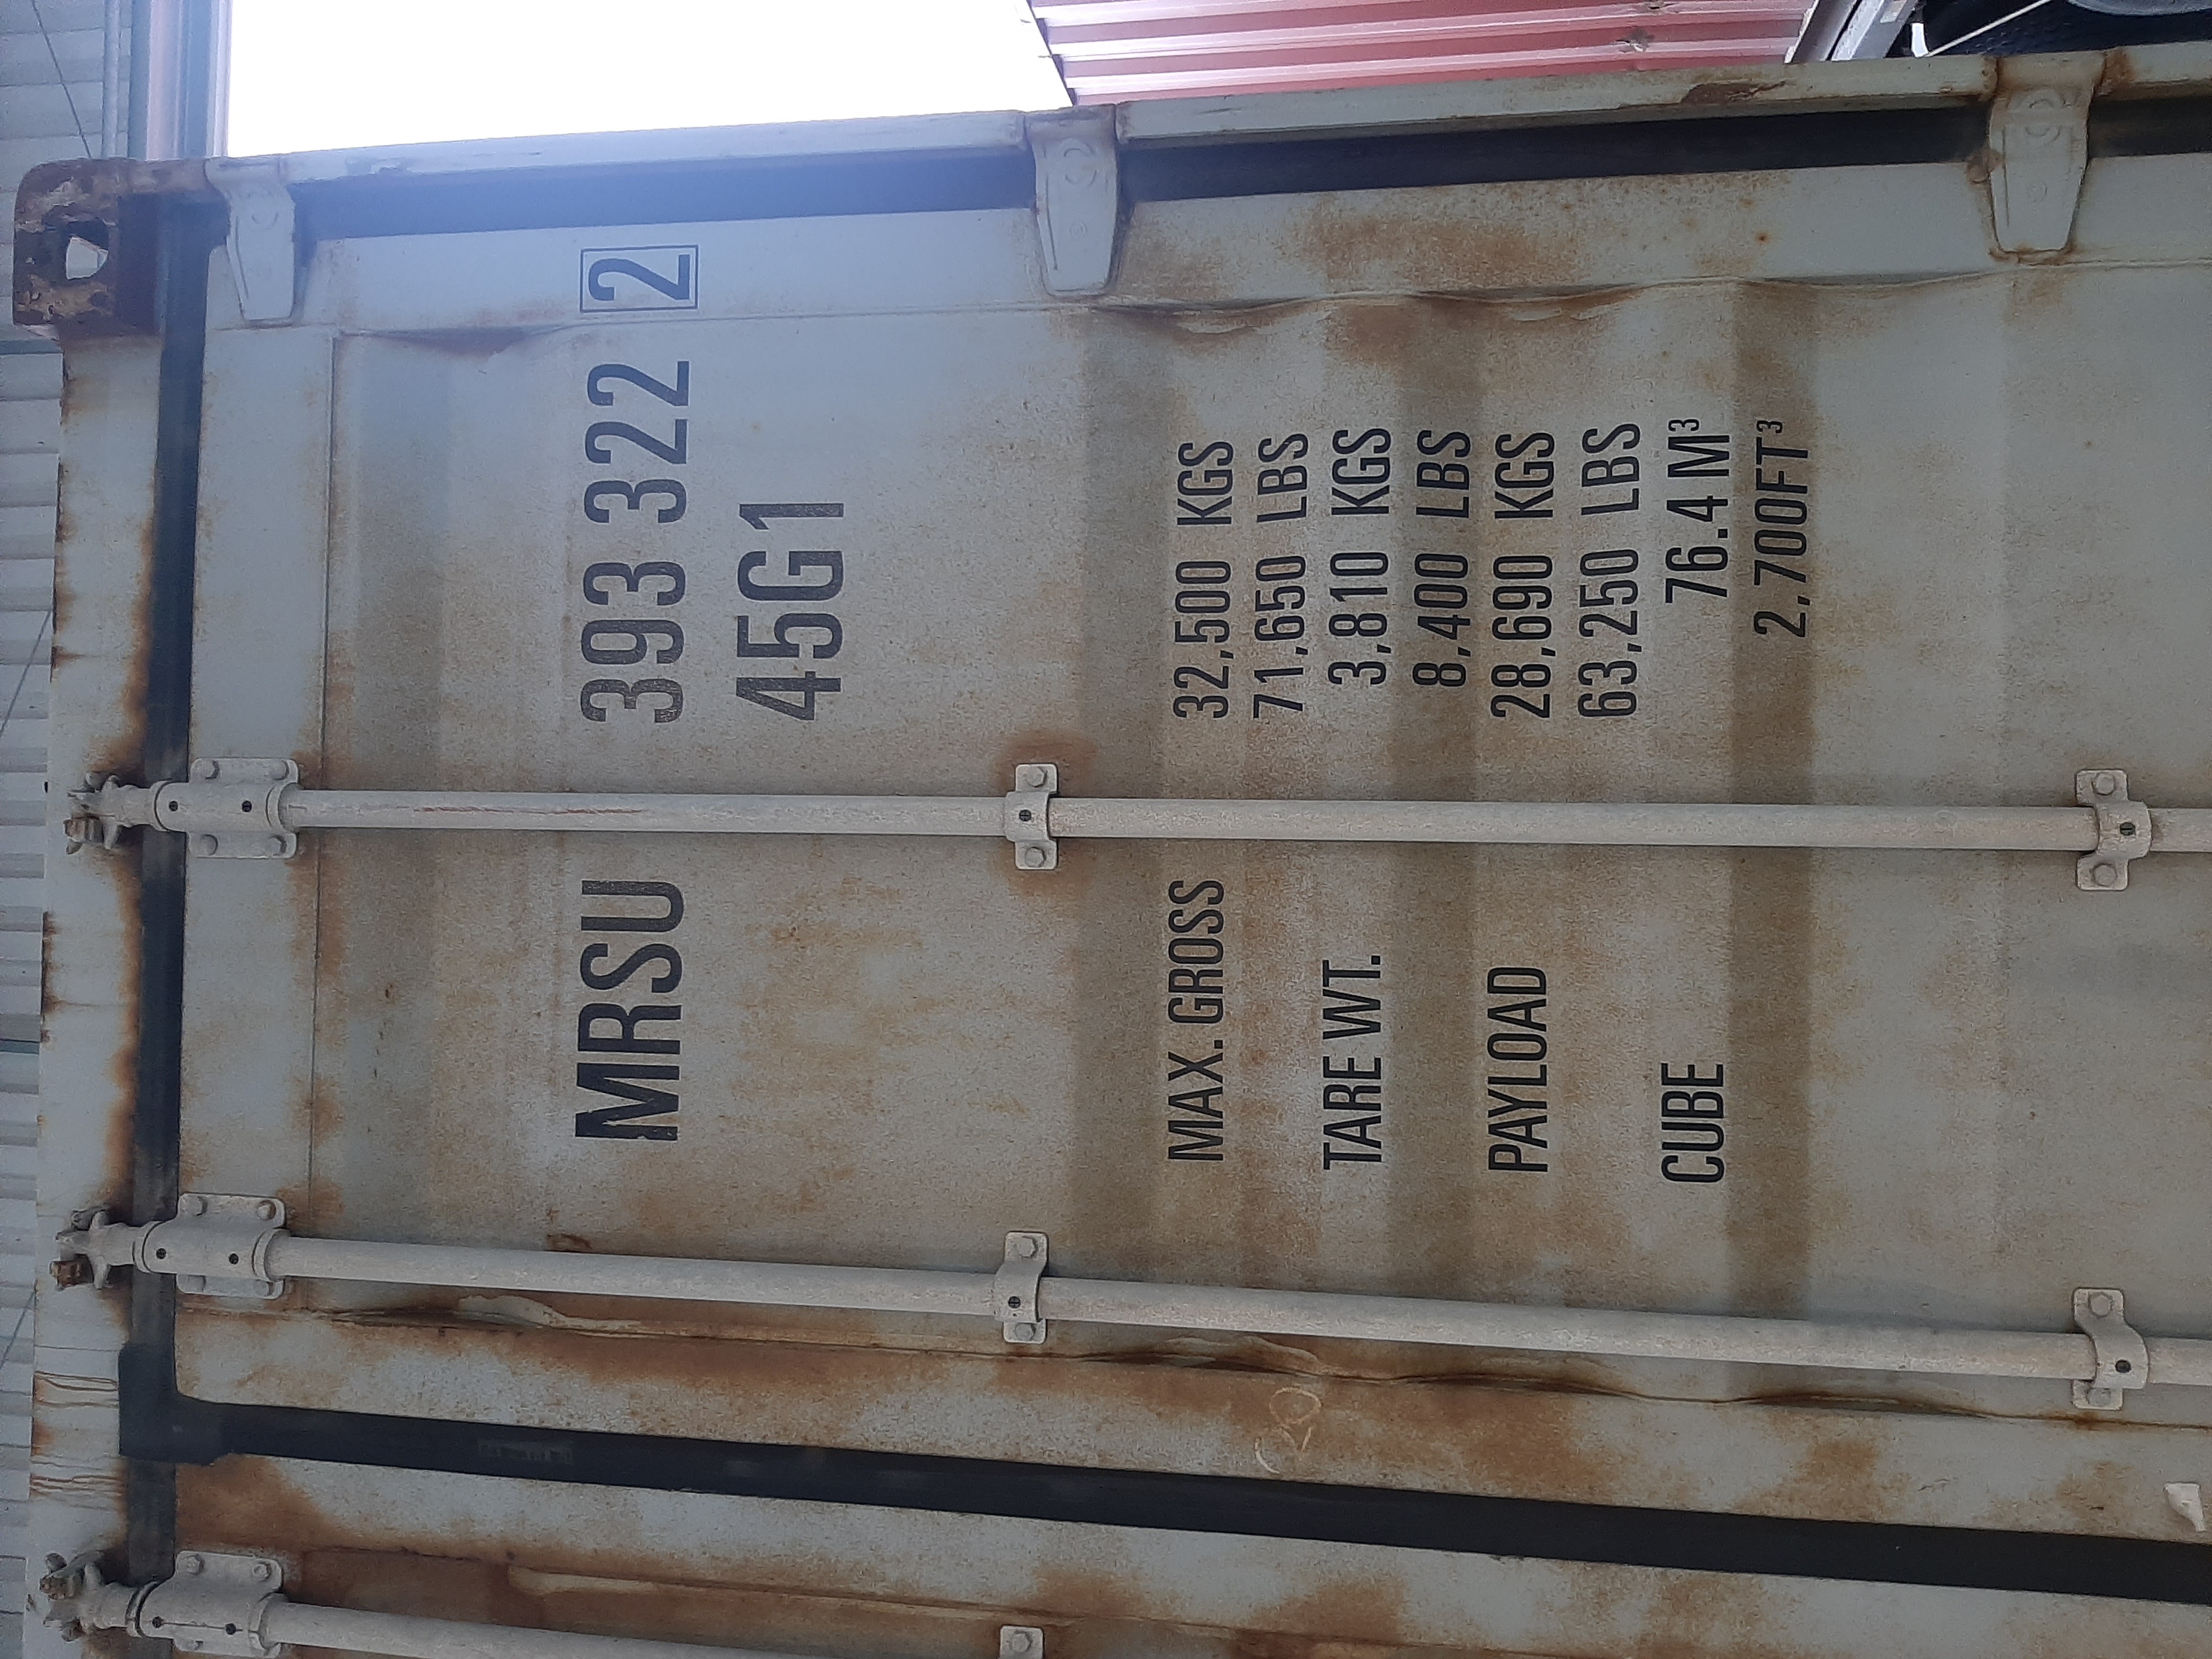 MRSU 393 322 2
45G1
MAX. GROSS 32,500 KGS
71,650 LBS
TARE WT. 3,810 KGS
8,400 LBS
PAYLOAD 28,690 KGS
63,250 LBS
CUBE 76.4 M³
2,700FT³